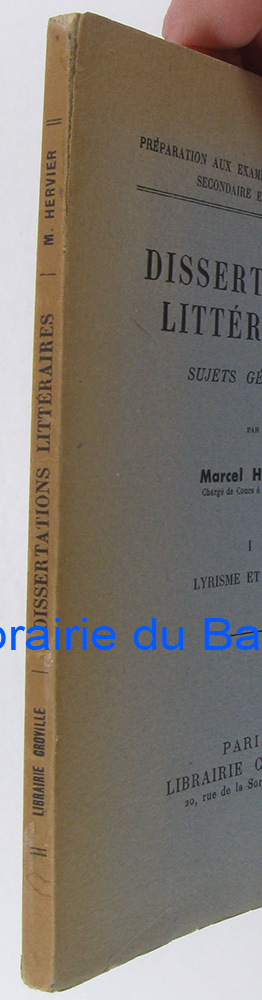 M. HERVIER
DISSERTATIONS LITTÉRAIRES
LIBRAIRIE CROVILLE
PRÉPARATION AUX EXAM
SECONDAIRE E
DISSERT
LITTÉR
SUJETS GÉ
PAR
Marcel H
Chargé de Cours à
I
LYRISME ET
brairie du Ba
PARI
LIBRAIRIE C
20, rue de la Sor